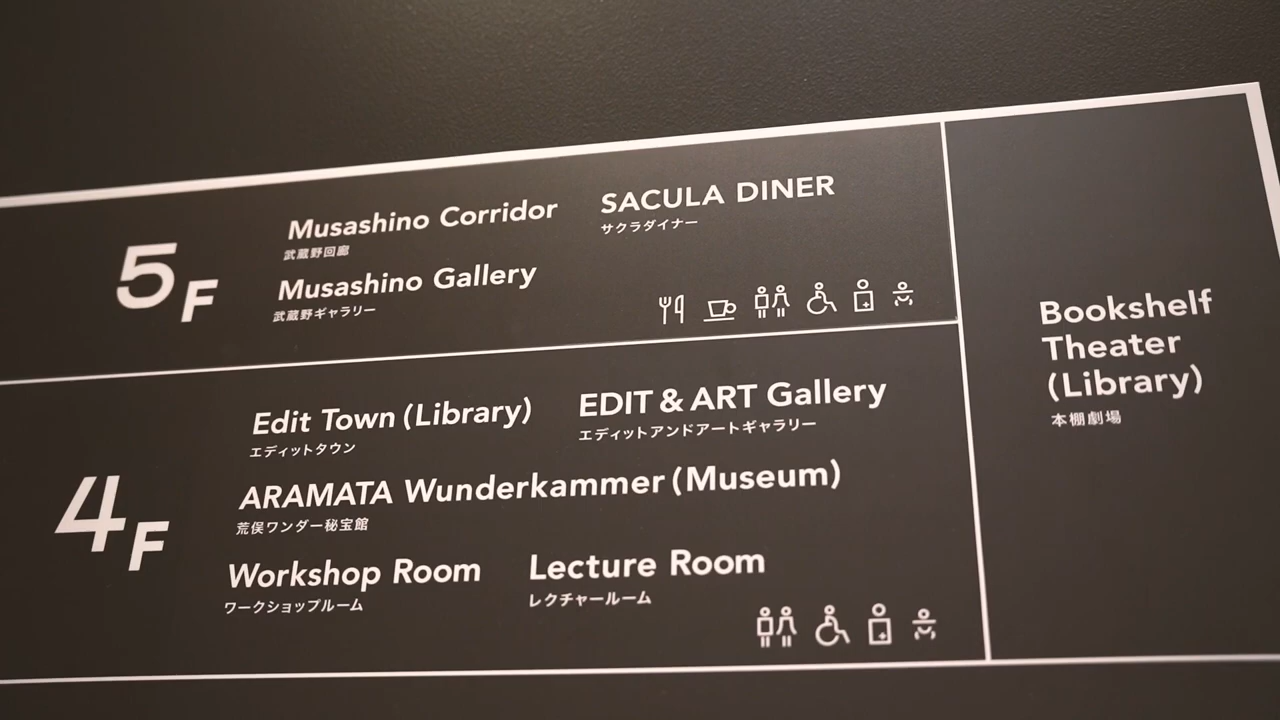 5F
Musashino Corridor
武蔵野回廊
SACULA DINER
サクラダイナー
Musashino Gallery
武蔵野ギャラリー
4F
Edit Town (Library)
エディットタウン
EDIT & ART Gallery
エディットアンドアートギャラリー
ARAMATA Wunderkammer (Museum)
荒俣ワンダー秘宝館
Workshop Room
ワークショップルーム
Lecture Room
レクチャールーム
Bookshelf
Theater
(Library)
本棚劇場